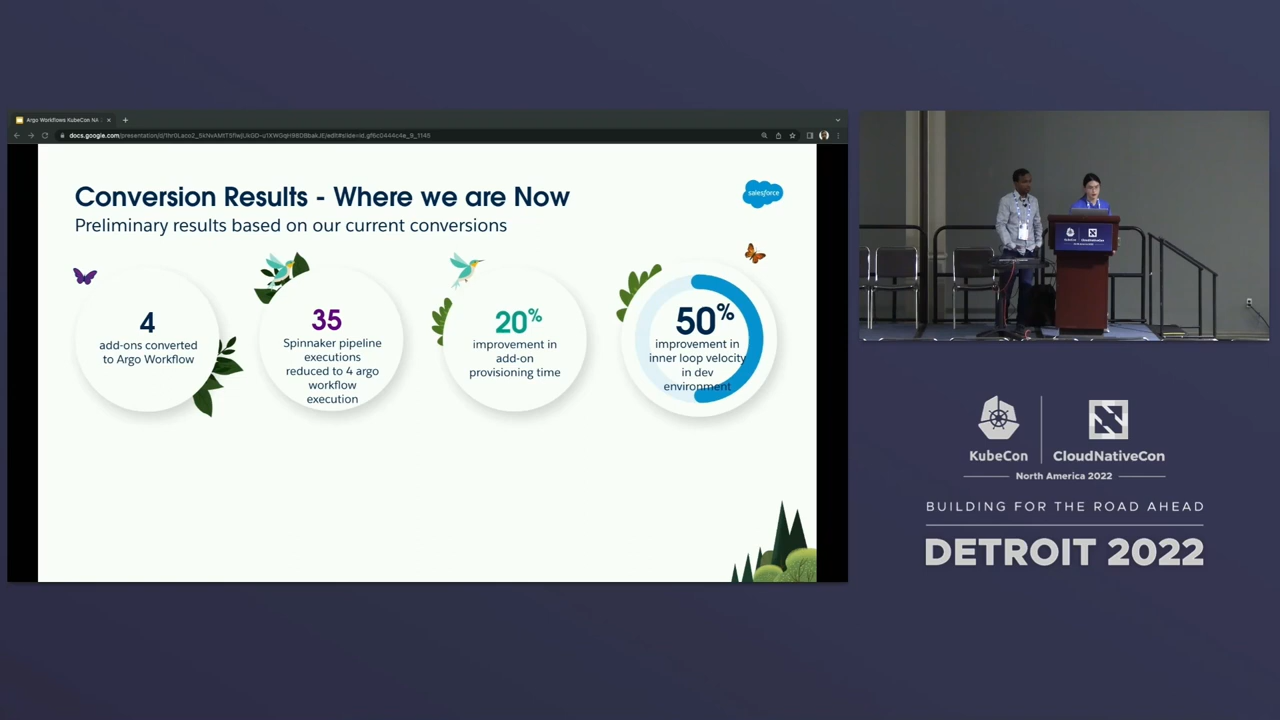 Argo Workflows KubeCon NA
Conversion Results - Where we are Now
salesforce
Preliminary results based on our current conversions
4
add-ons converted
to Argo Workflow
35
Spinnaker pipeline
executions
reduced to 4 argo
workflow
execution
20%
improvement in
add-on
provisioning time
50%
improvement in
inner loop velocity
in dev
environment
KubeCon
CloudNativeCon
North America 2022
BUILDING FOR THE ROAD AHEAD
DETROIT 2022